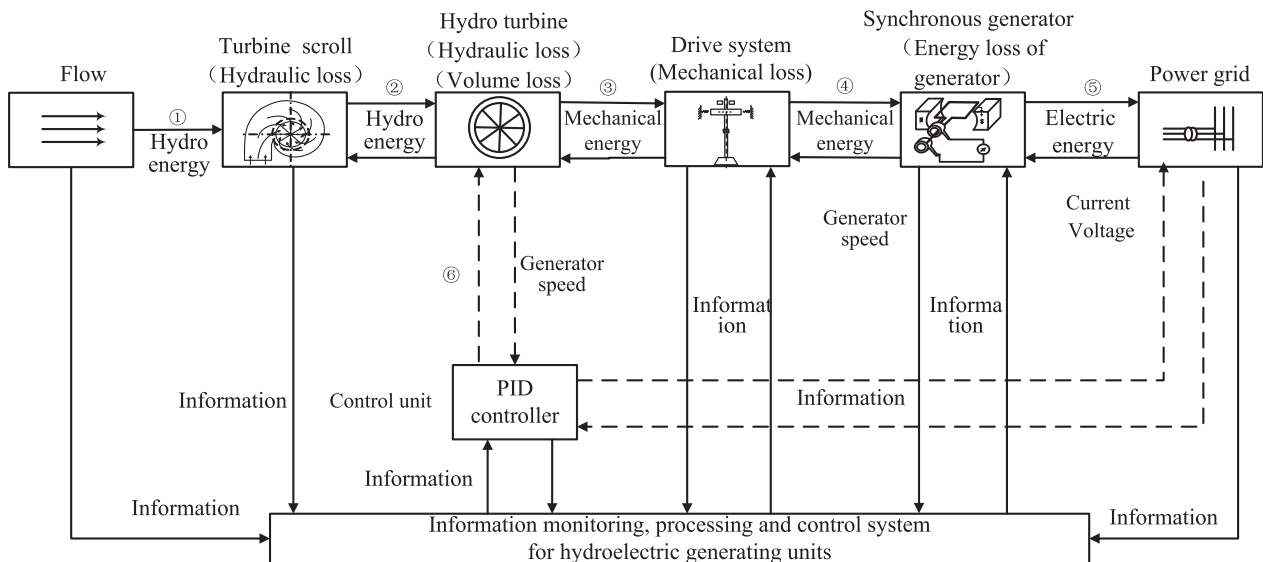 Flow
Turbine scroll
（Hydraulic loss）
Hydro turbine
（Hydraulic loss）
（Volume loss）
Drive system
(Mechanical loss)
Synchronous generator
（Energy loss of
generator）
Power grid
①
Hydro
energy
②
Hydro
energy
③
Mechanical
energy
④
Mechanical
energy
N
S
⑤
Electric
energy
⑥
Generator
speed
Informat
ion
Generator
speed
Informa
tion
Current
Voltage
Information
Control unit
PID
controller
Information
Information
Information
Information
Information monitoring, processing and control system
for hydroelectric generating units